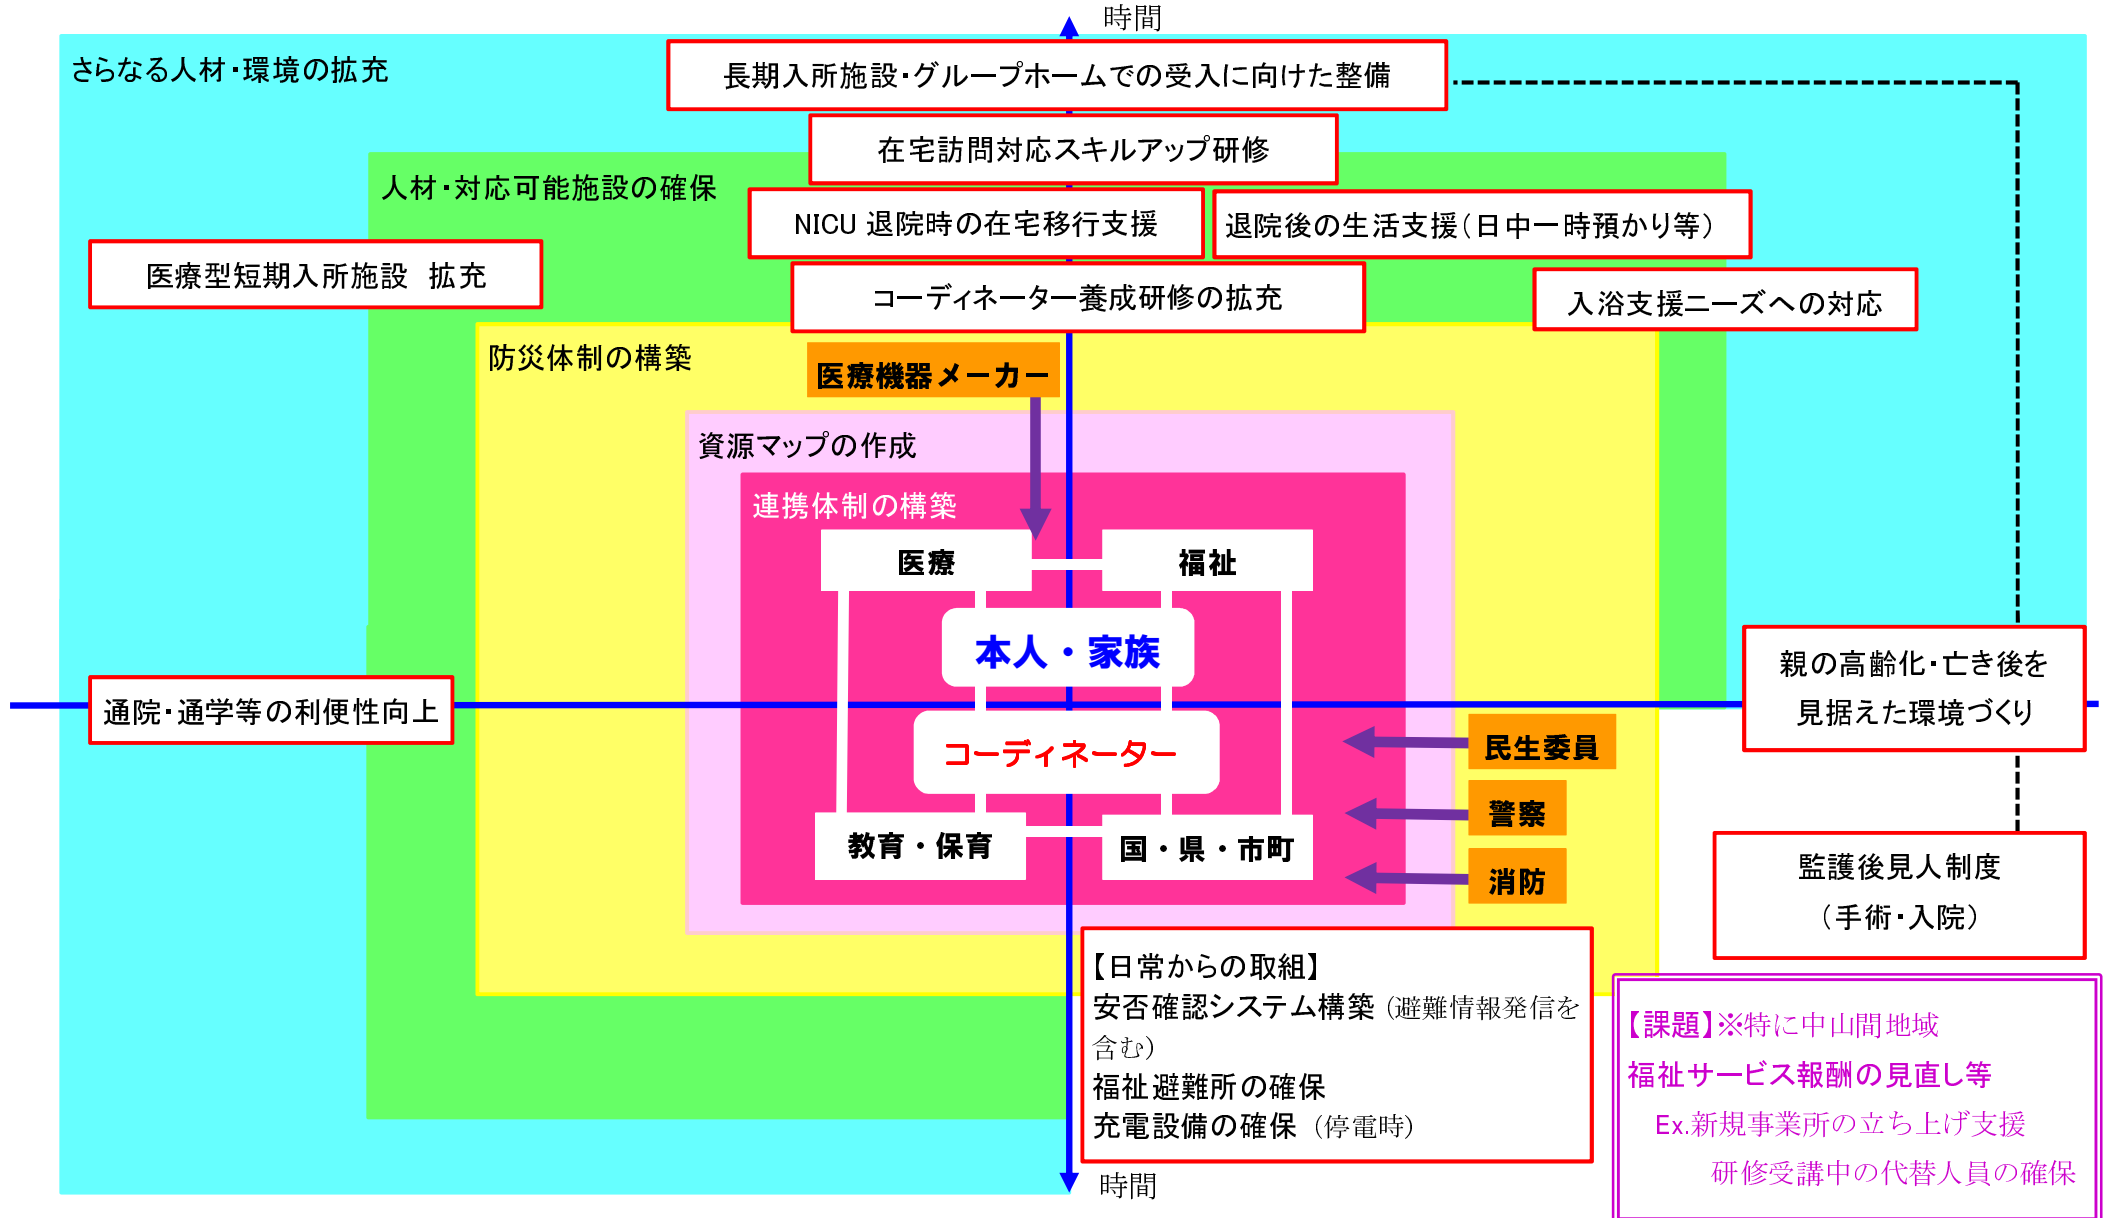 時間
さらなる人材・環境の拡充
長期入所施設・グループホームでの受入に向けた整備
在宅訪問対応スキルアップ研修
人材・対応可能施設の確保
NICU 退院時の在宅移行支援
退院後の生活支援（日中一時預かり等）
医療型短期入所施設　拡充
コーディネーター養成研修の拡充
入浴支援ニーズへの対応
防災体制の構築
医療機器メーカー
資源マップの作成
連携体制の構築
医療
福祉
本人・家族
通院・通学等の利便性向上
親の高齢化・亡き後を
見据えた環境づくり
コーディネーター
民生委員
警察
教育・保育
国・県・市町
消防
監護後見人制度
（手術・入院）
【日常からの取組】
安否確認システム構築（避難情報発信を
含む）
福祉避難所の確保
充電設備の確保（停電時）
【課題】※特に中山間地域
福祉サービス報酬の見直し等
Ex.新規事業所の立ち上げ支援
研修受講中の代替人員の確保
時間